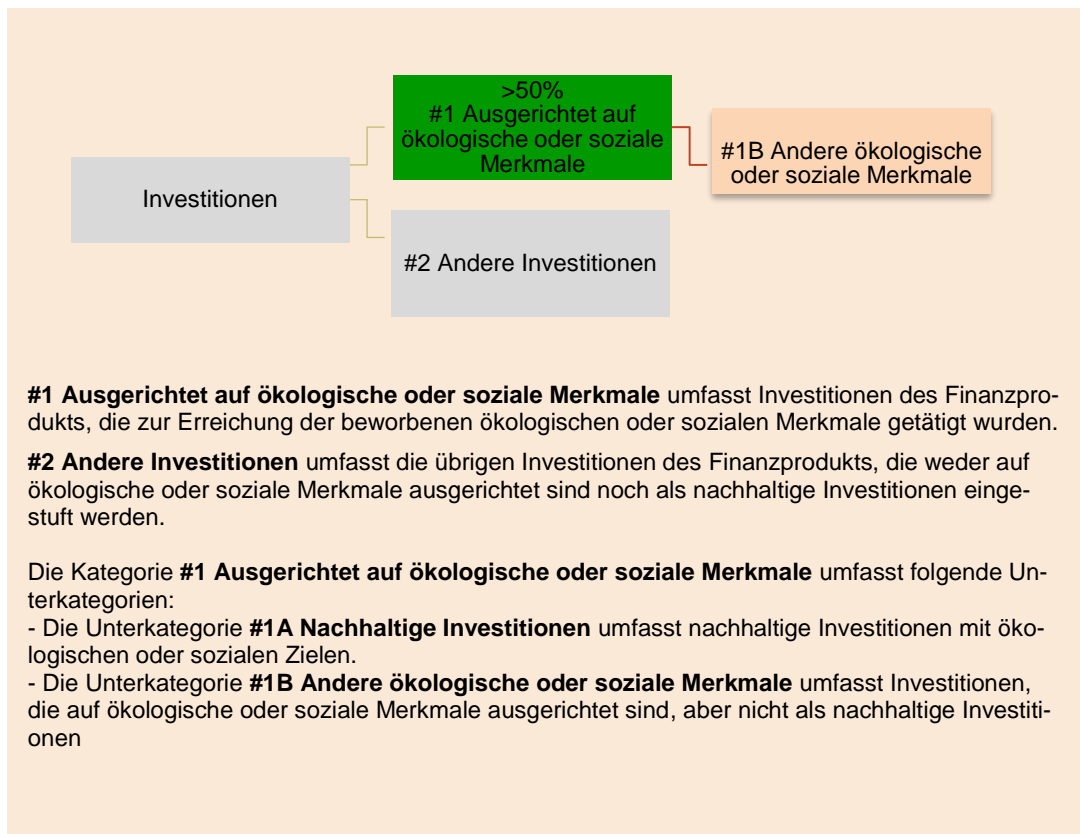 >50%
#1 Ausgerichtet auf
ökologische oder soziale
Merkmale
#1B Andere ökologische
oder soziale Merkmale
Investitionen
#2 Andere Investitionen
#1 Ausgerichtet auf ökologische oder soziale Merkmale umfasst Investitionen des Finanzpro-
dukts, die zur Erreichung der beworbenen ökologischen oder sozialen Merkmale getätigt wurden.
#2 Andere Investitionen umfasst die übrigen Investitionen des Finanzprodukts, die weder auf
ökologische oder soziale Merkmale ausgerichtet sind noch als nachhaltige Investitionen einge-
stuft werden.
Die Kategorie #1 Ausgerichtet auf ökologische oder soziale Merkmale umfasst folgende Un-
terkategorien:
- Die Unterkategorie #1A Nachhaltige Investitionen umfasst nachhaltige Investitionen mit öko-
logischen oder sozialen Zielen.
- Die Unterkategorie #1B Andere ökologische oder soziale Merkmale umfasst Investitionen,
die auf ökologische oder soziale Merkmale ausgerichtet sind, aber nicht als nachhaltige Investiti-
onen